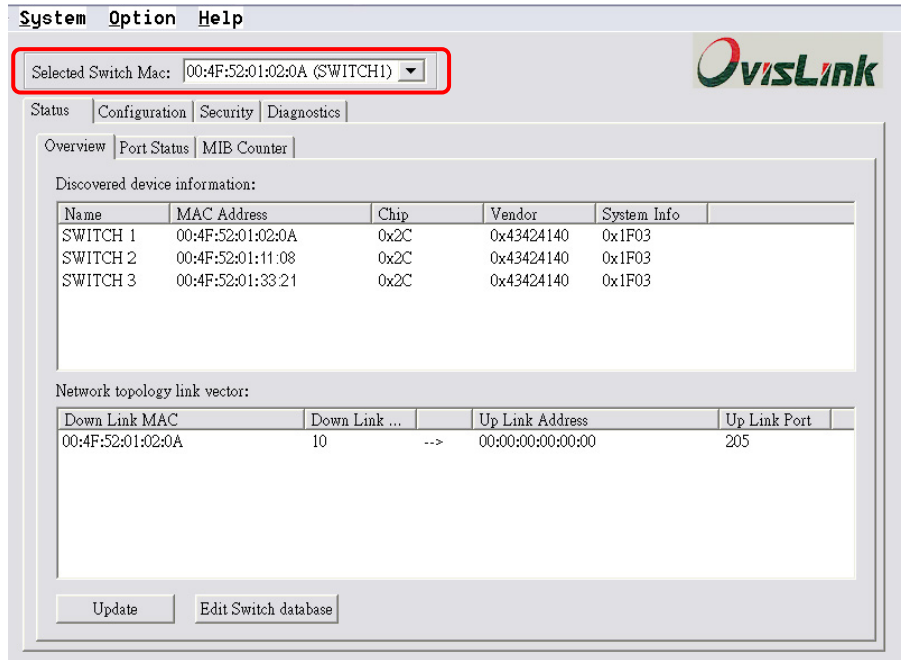 System Option Help
Selected Switch Mac: 00:4F:52:01:02:0A (SWITCH1)
OvisLink
Status Configuration Security Diagnostics
Overview Port Status MIB Counter
Discovered device information:
Name MAC Address Chip Vendor System Info
SWITCH 1 00:4F:52:01:02:0A 0x2C 0x43424140 0x1F03
SWITCH 2 00:4F:52:01:11:08 0x2C 0x43424140 0x1F03
SWITCH 3 00:4F:52:01:33:21 0x2C 0x43424140 0x1F03
Network topology link vector:
Down Link MAC Down Link ... Up Link Address Up Link Port
00:4F:52:01:02:0A 10 --> 00:00:00:00:00:00 205
Update Edit Switch database